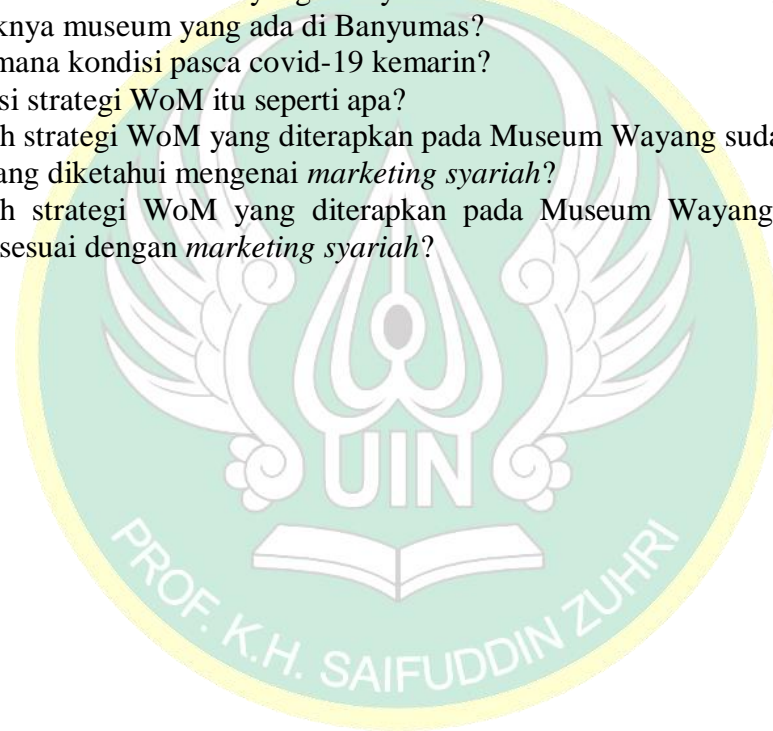 knya museum yang ada di Banyumas?
mana kondisi pasca covid-19 kemarin?
si strategi WoM itu seperti apa?
h strategi WoM yang diterapkan pada Museum Wayang suda
ang diketahui mengenai marketing syariah?
h strategi WoM yang diterapkan pada Museum Wayang
sesuai dengan marketing syariah?
UIN
PROF. K.H. SAIFUDDIN ZUHRI